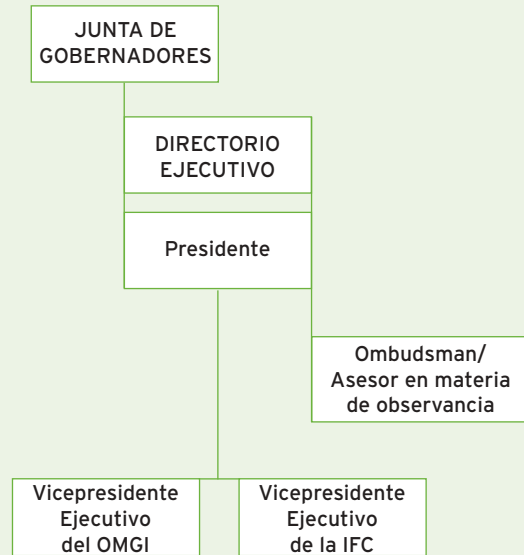 JUNTA DE
GOBERNADORES
DIRECTORIO
EJECUTIVO
Presidente
Ombudsman/
Asesor en materia
de observancia
Vicepresidente
Ejecutivo
del OMGI
Vicepresidente
Ejecutivo
de la IFC